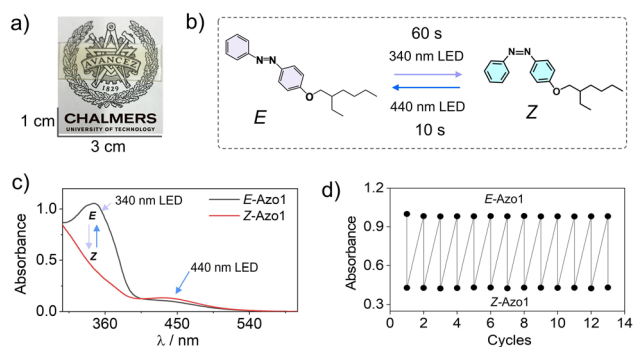 a)
AVANCEZ
1829
CHALMERS
UNIVERSITY OF TECHNOLOGY
1 cm
3 cm
b)
60 s
340 nm LED
440 nm LED
10 s
N=N
O
E
N=N
O
Z
c)
340 nm LED
E-Azo1
Z-Azo1
E
Z
440 nm LED
1.0
0.5
0.0
Absorbance
360
450
540
λ / nm
d)
E-Azo1
Z-Azo1
1.2
0.9
0.6
0.3
Absorbance
0
2
4
6
8
10
12
14
Cycles